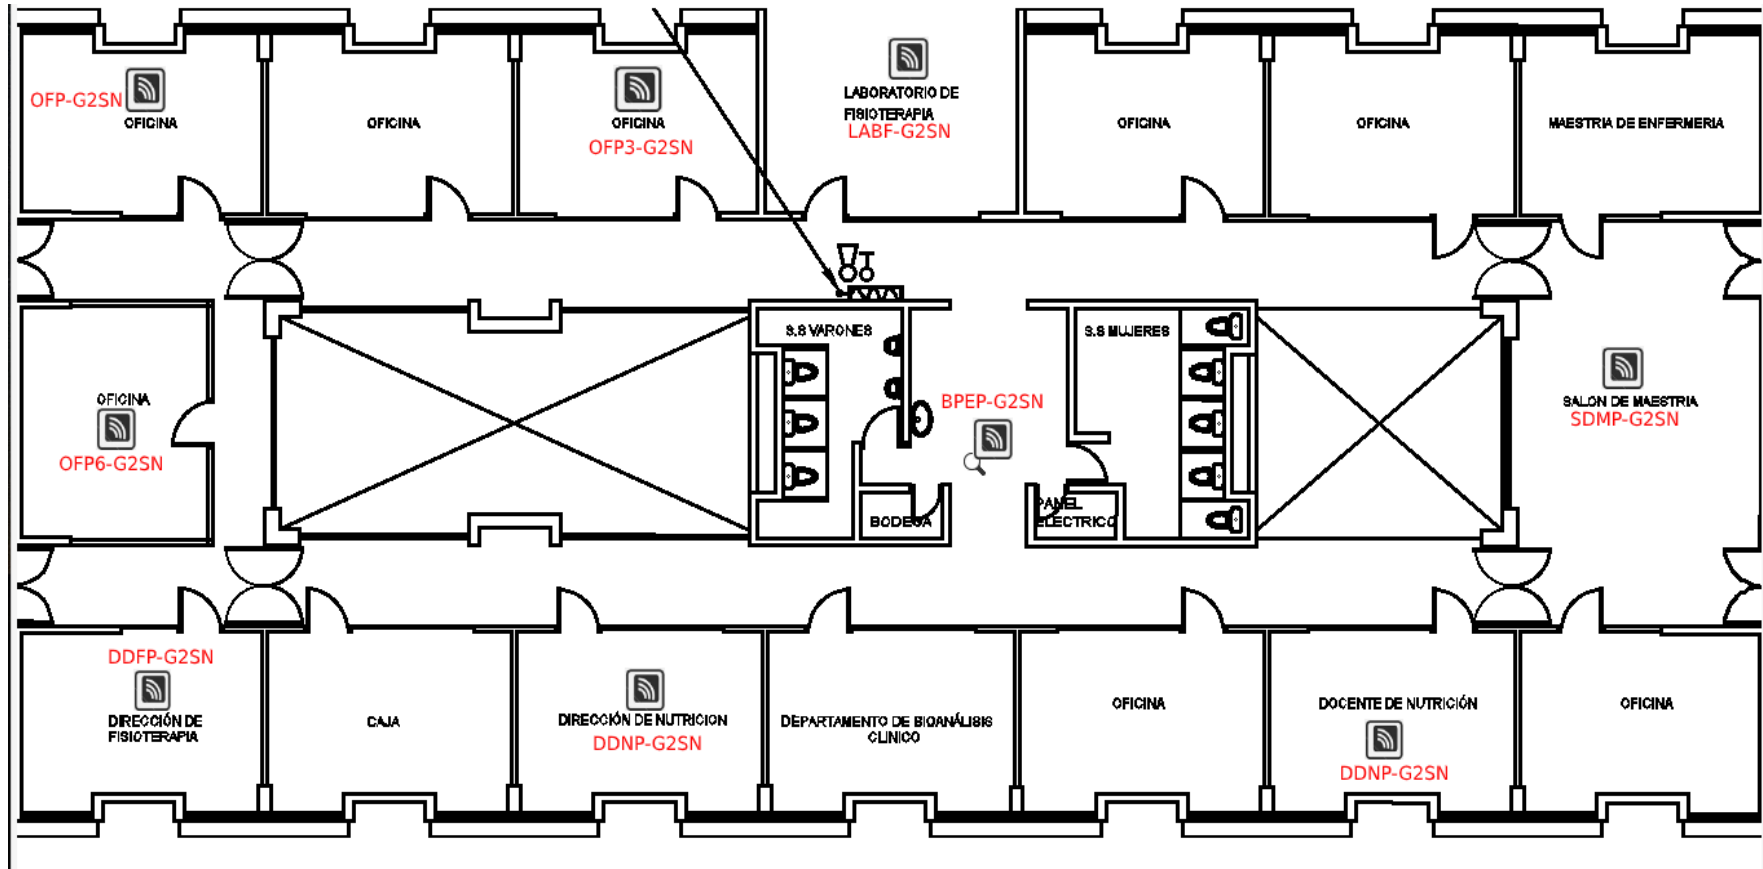 OFP-G2SN
OFICINA
OFICINA
OFICINA
OFP3-G2SN
LABORATORIO DE
FISIOTERAPIA
LABF-G2SN
OFICINA
OFICINA
MAESTRIA DE ENFERMERIA
S.S VARONES
S.S MUJERES
OFICINA
OFP6-G2SN
BPEP-G2SN
SALON DE MAESTRIA
SDMP-G2SN
BODEGA
PANEL
ELECTRICO
DDFP-G2SN
DIRECCIÓN DE
FISIOTERAPIA
CAJA
DIRECCIÓN DE NUTRICION
DDNP-G2SN
DEPARTAMENTO DE BIOANÁLISIS
CLINICO
OFICINA
DOCENTE DE NUTRICIÓN
DDNP-G2SN
OFICINA